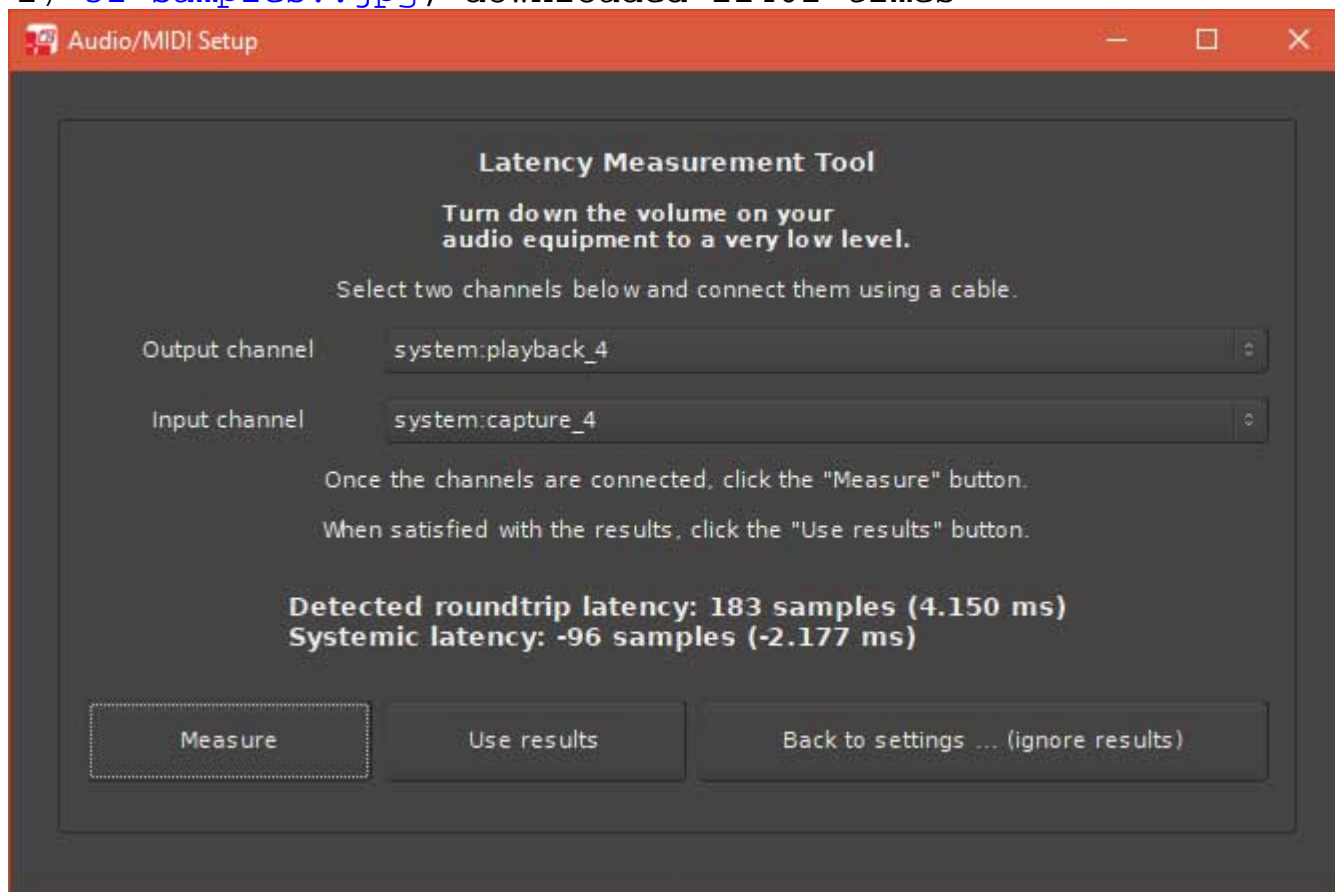 Audio/MIDI Setup
Latency Measurement Tool
Turn down the volume on your
audio equipment to a very low level.
Select two channels below and connect them using a cable.
Output channel system:playback_4
Input channel system:capture_4
Once the channels are connected, click the "Measure" button.
When satisfied with the results, click the "Use results" button.
Detected roundtrip latency: 183 samples (4.150 ms)
Systemic latency: -96 samples (-2.177 ms)
Measure Use results Back to settings ... (ignore results)